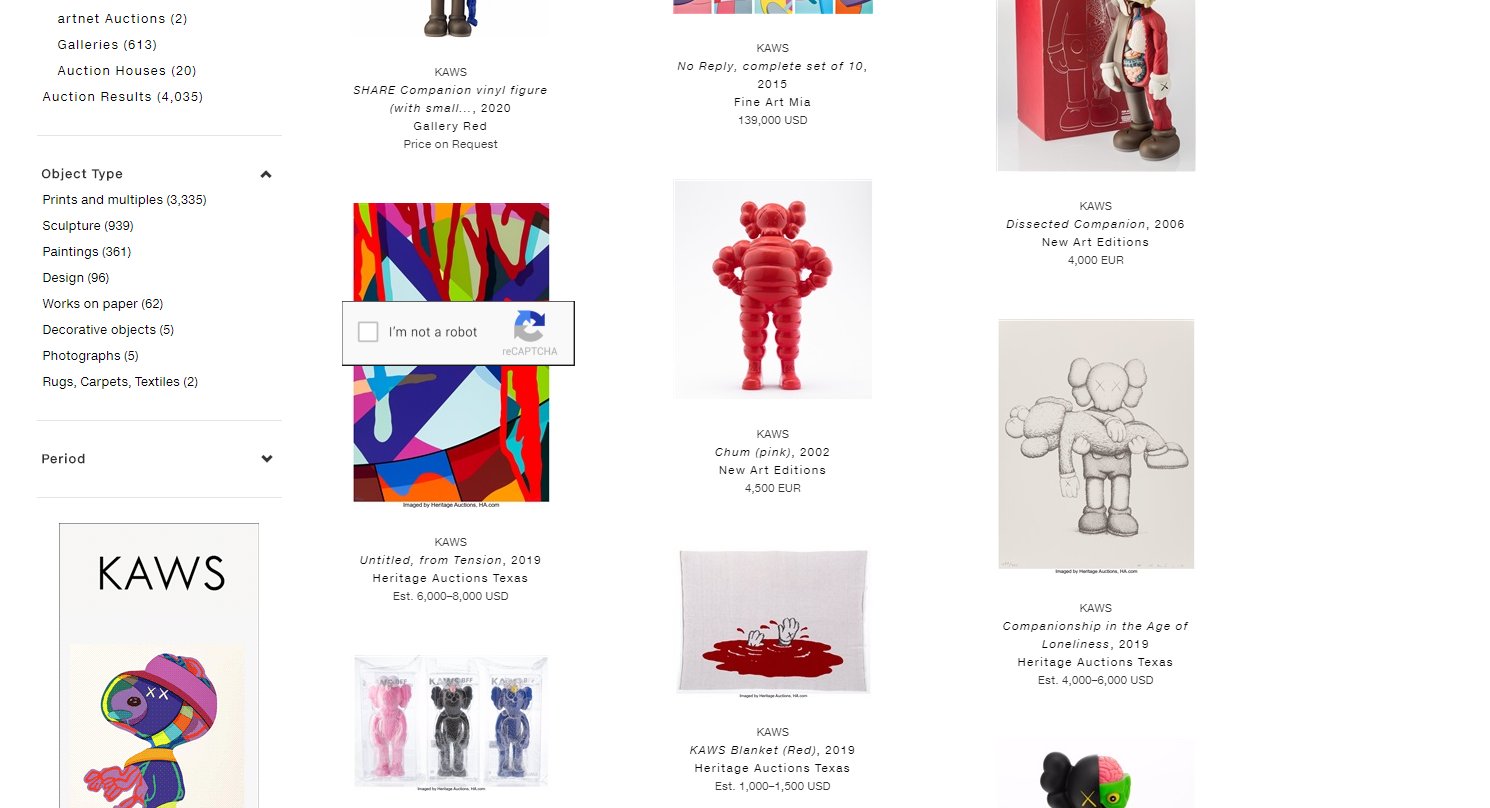 artnet Auctions (2)
Galleries (613)
Auction Houses (20)
Auction Results (4,035)
Object Type
Prints and multiples (3,335)
Sculpture (939)
Paintings (361)
Design (96)
Works on paper (62)
Decorative objects (5)
Photographs (5)
Rugs, Carpets, Textiles (2)
Period
KAWS
KAWS
SHARE Companion vinyl figure
(with small..., 2020
Gallery Red
Price on Request
I'm not a robot
reCAPTCHA
Imaged by Heritage Auctions, HA.com
KAWS
Untitled, from Tension, 2019
Heritage Auctions Texas
Est. 6,000–8,000 USD
KAWS BFF
KAWS BFF
KAWS BFF
Imaged by Heritage Auctions, HA.com
KAWS
No Reply, complete set of 10,
2015
Fine Art Mia
139,000 USD
KAWS
Chum (pink), 2002
New Art Editions
4,500 EUR
Imaged by Heritage Auctions, HA.com
KAWS
KAWS Blanket (Red), 2019
Heritage Auctions Texas
Est. 1,000–1,500 USD
KAWS
Dissected Companion, 2006
New Art Editions
4,000 EUR
Imaged by Heritage Auctions, HA.com
KAWS
Companionship in the Age of
Loneliness, 2019
Heritage Auctions Texas
Est. 4,000–6,000 USD